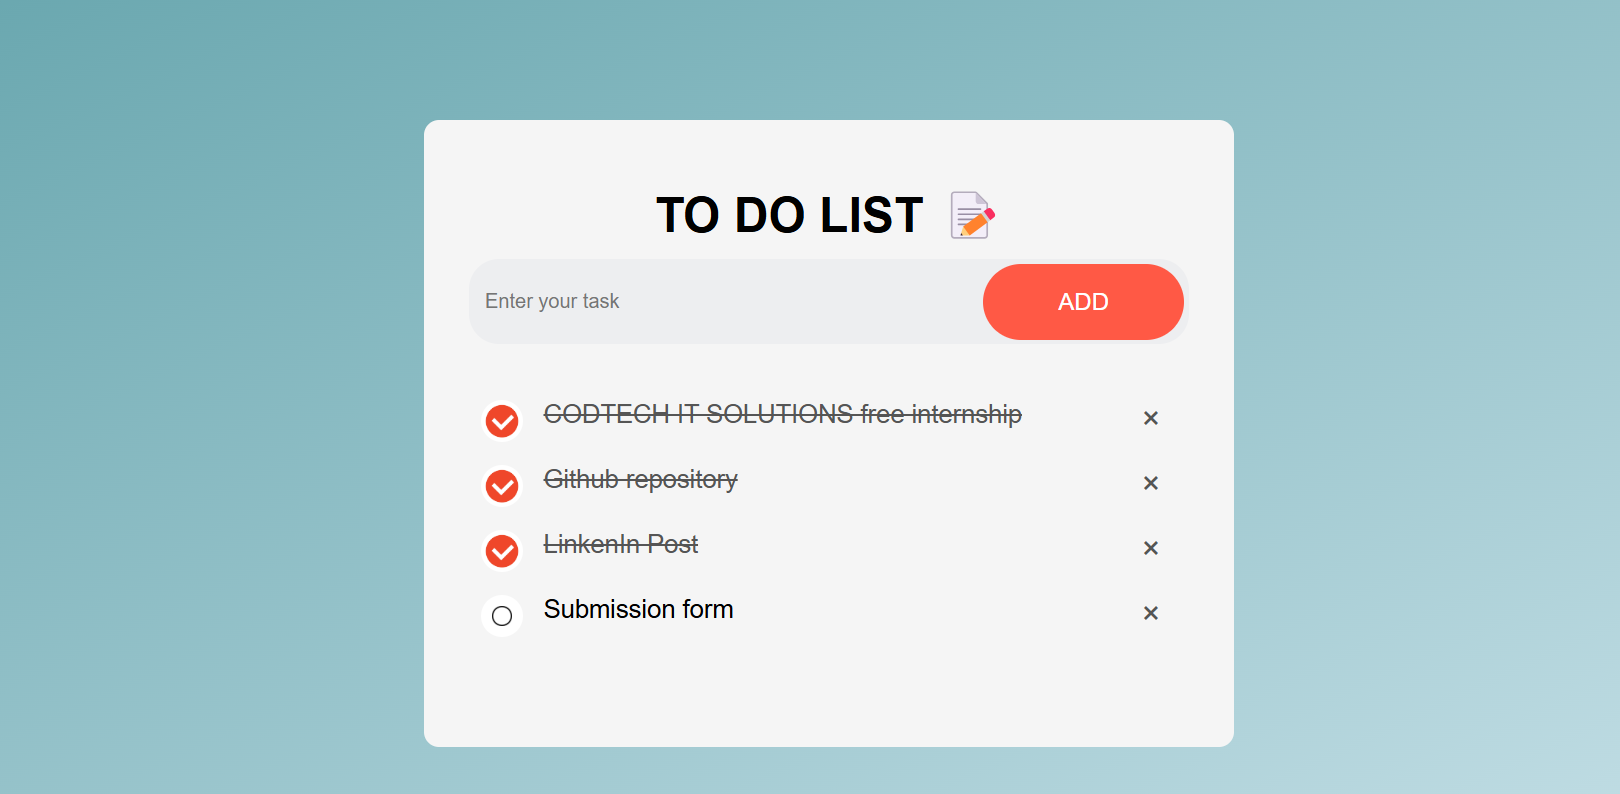 TO DO LIST
Enter your task
ADD
CODTECH IT SOLUTIONS free internship
Github repository
LinkenIn Post
Submission form